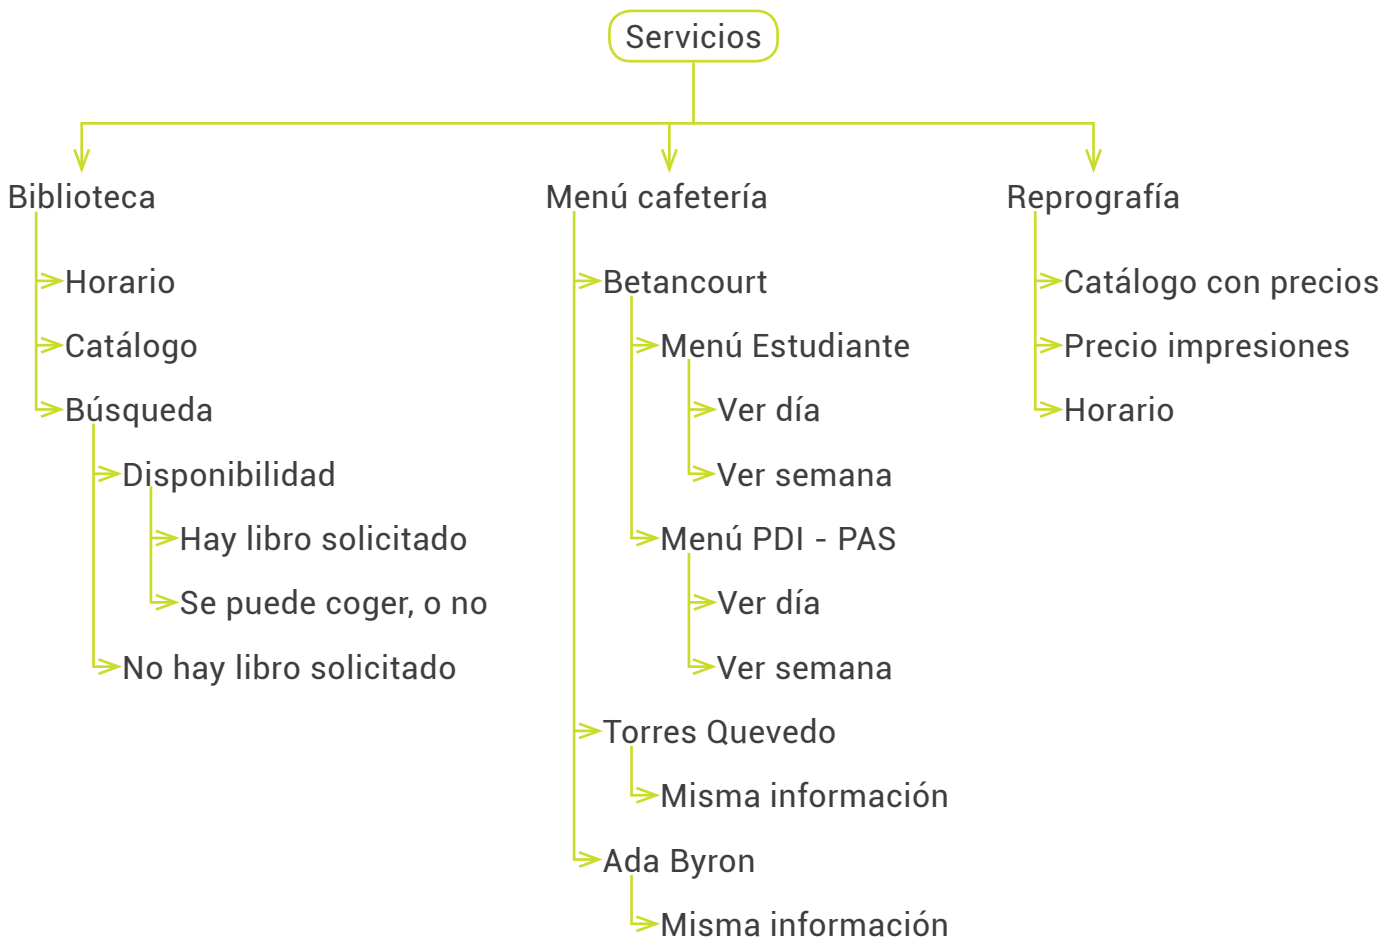 Servicios
Biblioteca
Horario
Catálogo
Búsqueda
Disponibilidad
Hay libro solicitado
Se puede coger, o no
No hay libro solicitado
Menú cafetería
Betancourt
Menú Estudiante
Ver día
Ver semana
Menú PDI - PAS
Ver día
Ver semana
Torres Quevedo
Misma información
Ada Byron
Misma información
Reprografía
Catálogo con precios
Precio impresiones
Horario